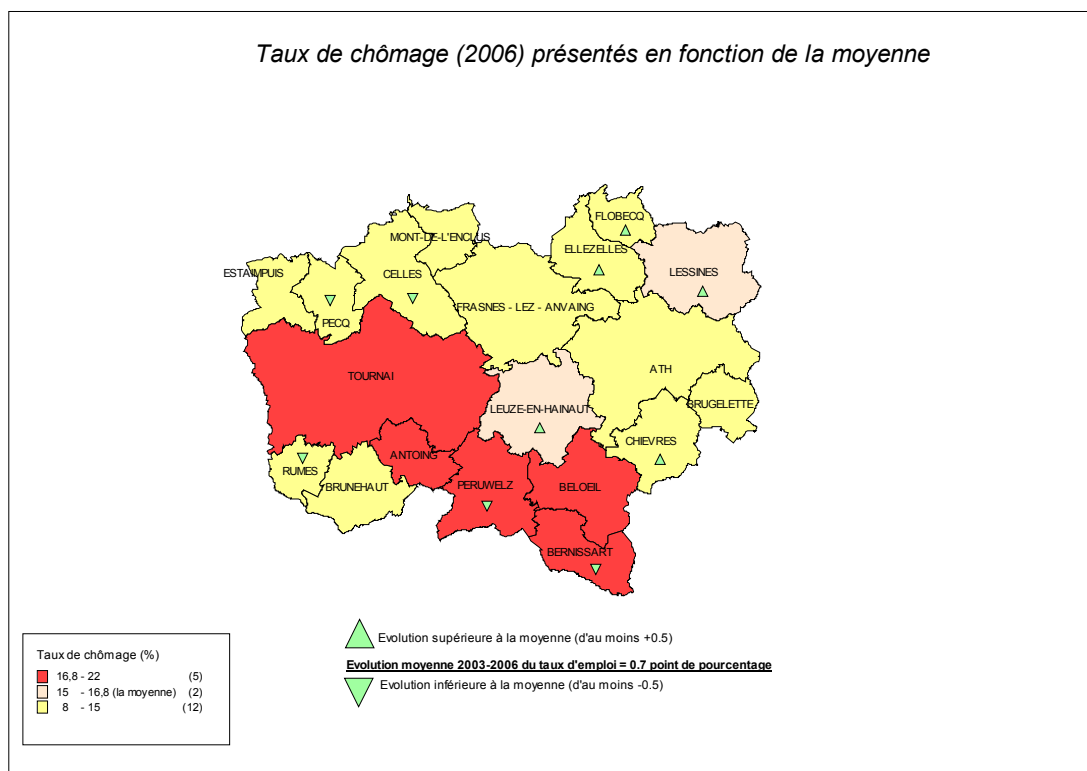 Taux de chômage (2006) présentés en fonction de la moyenne
FLOBECQ
MONT-DE-L'ENCLUS
ELLEZELLES
ESTAIMPUIS
CELLES
LESSINES
FRASNES - LEZ - ANVAING
PECQ
TOURNAI
ATH
LEUZE-EN-HAINAUT
BRUGELETTE
CHIEVRES
ANTOING
RUMES
BRUNEHAUT
PERUWELZ
BELOEIL
BERNISSART
Evolution supérieure à la moyenne (d'au moins +0.5)
Evolution moyenne 2003-2006 du taux d'emploi = 0.7 point de pourcentage
Evolution inférieure à la moyenne (d'au moins -0.5)
Taux de chômage (%)
16,8 - 22 (5)
15 - 16,8 (la moyenne) (2)
8 - 15 (12)